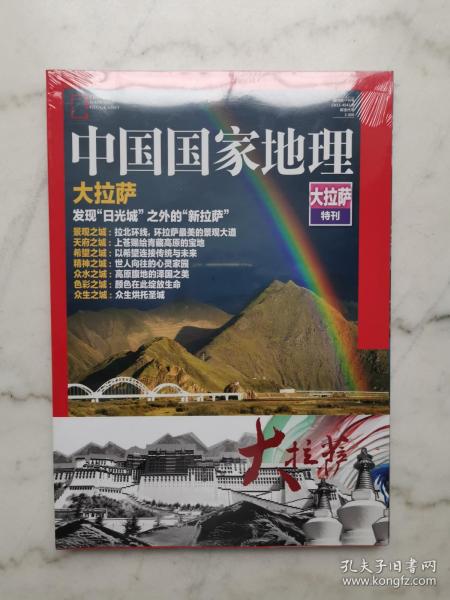 中国国家地理
大拉萨
发现“日光城”之外的“新拉萨”
大拉萨
特刊
景观之城：拉北环线，环拉萨最美的景观大道
天府之城：上苍赐给青藏高原的宝地
希望之城：以希望连接传统与未来
精神之城：世人向往的心灵家园
众水之城：高原腹地的泽国之美
色彩之城：颜色在此绽放生命
众生之城：众生烘托至城
大拉萨
孔夫子旧书网
www.kongfz.com